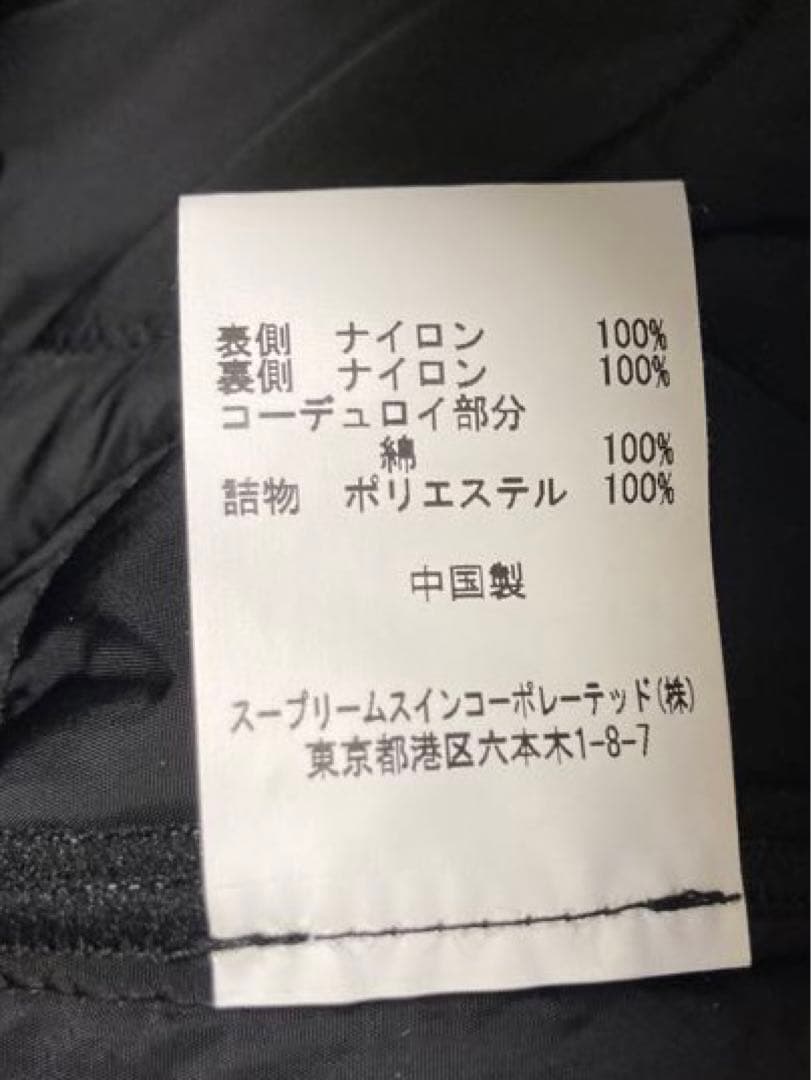 表側　ナイロン　100%
裏側　ナイロン　100%
コーデュロイ部分
綿　100%
詰物　ポリエステル　100%
中国製
スープリームスインコーポレーテッド(株)
東京都港区六本木1-8-7